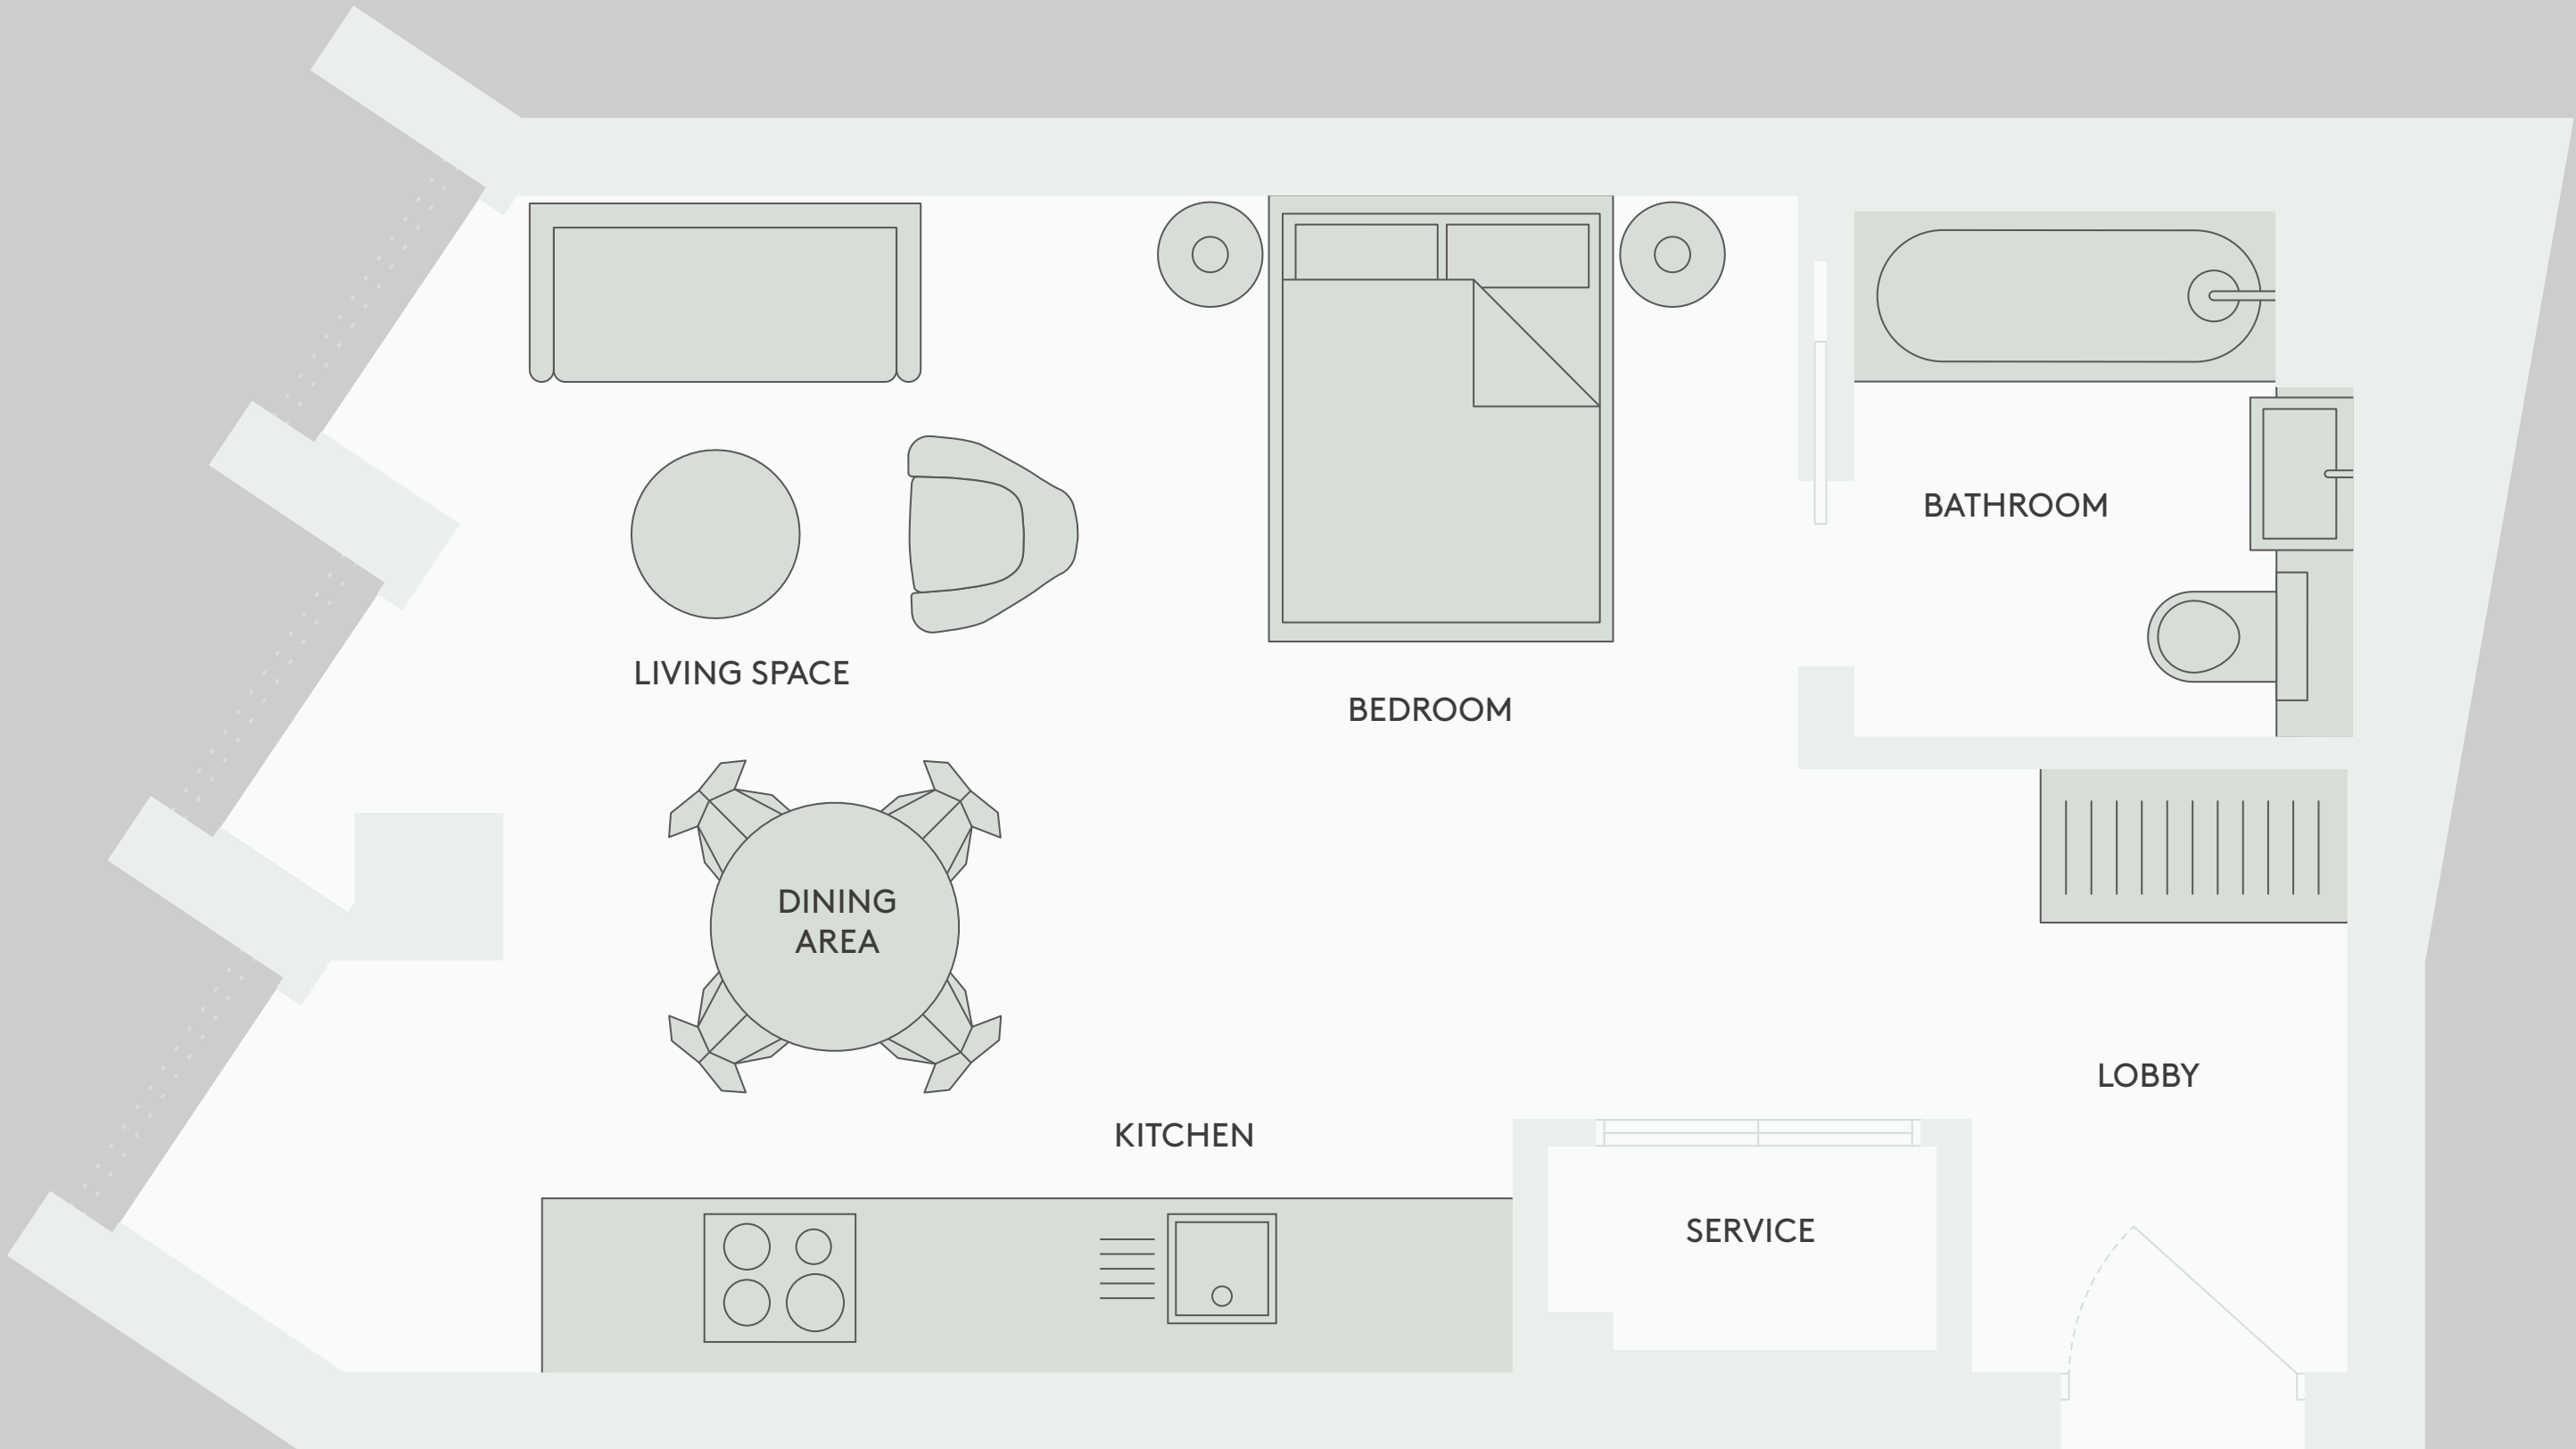 BATHROOM
LIVING SPACE
BEDROOM
DINING
AREA
LOBBY
KITCHEN
SERVICE